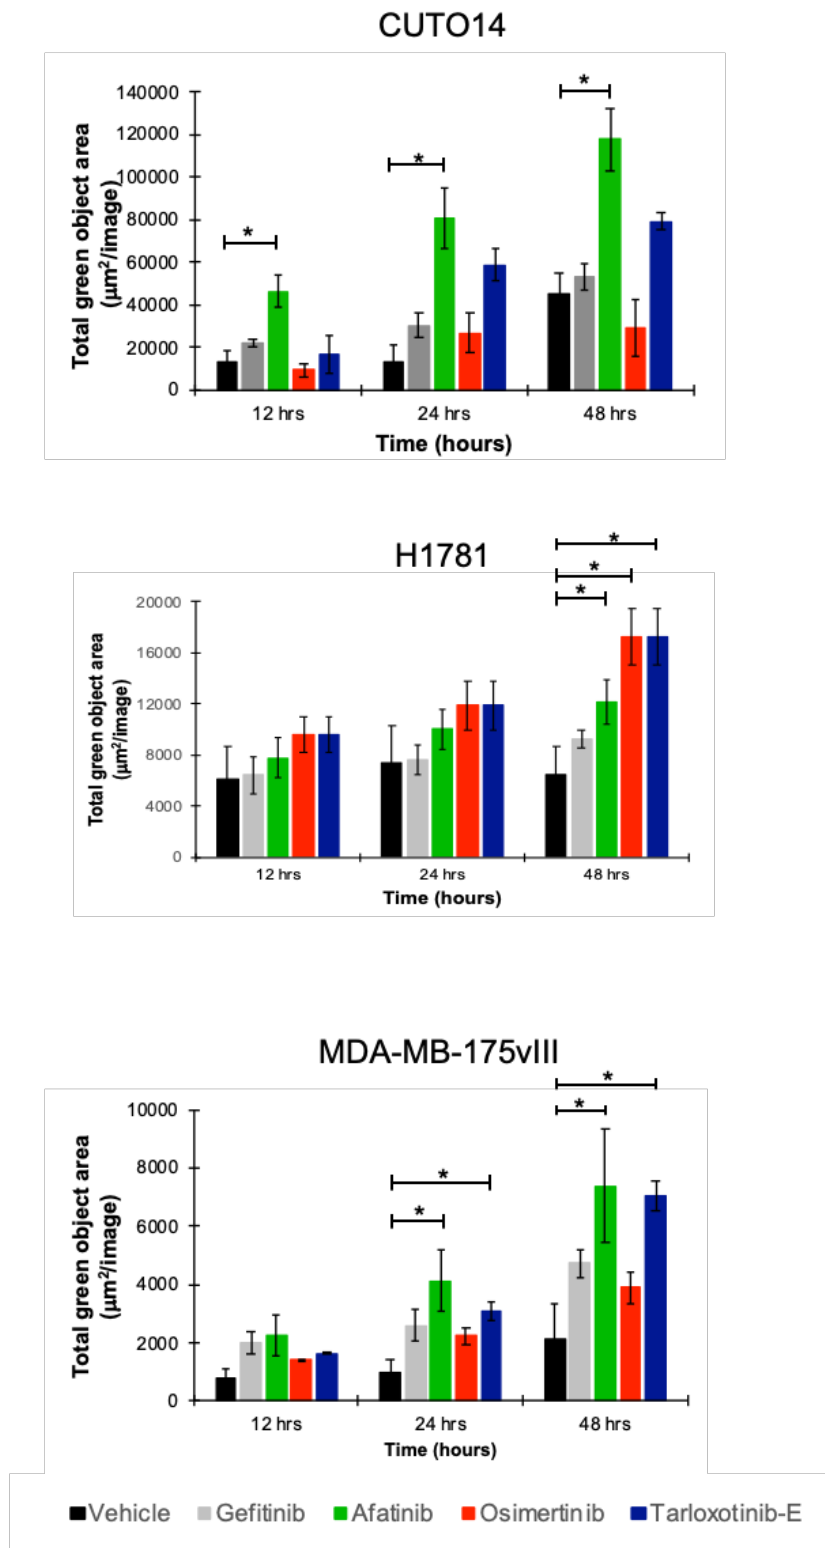 CUTO14
Total green object area
(µm²/image)
140000
120000
100000
80000
60000
40000
20000
0
*
*
*
12 hrs 24 hrs 48 hrs
Time (hours)
H1781
Total green object area
(µm²/image)
20000
16000
12000
8000
4000
0
*
*
*
12 hrs 24 hrs 48 hrs
Time (hours)
MDA-MB-175vIII
Total green object area
(µm²/image)
10000
8000
6000
4000
2000
0
*
*
*
*
12 hrs 24 hrs 48 hrs
Time (hours)
Vehicle Gefitinib Afatinib Osimertinib Tarloxotinib-E